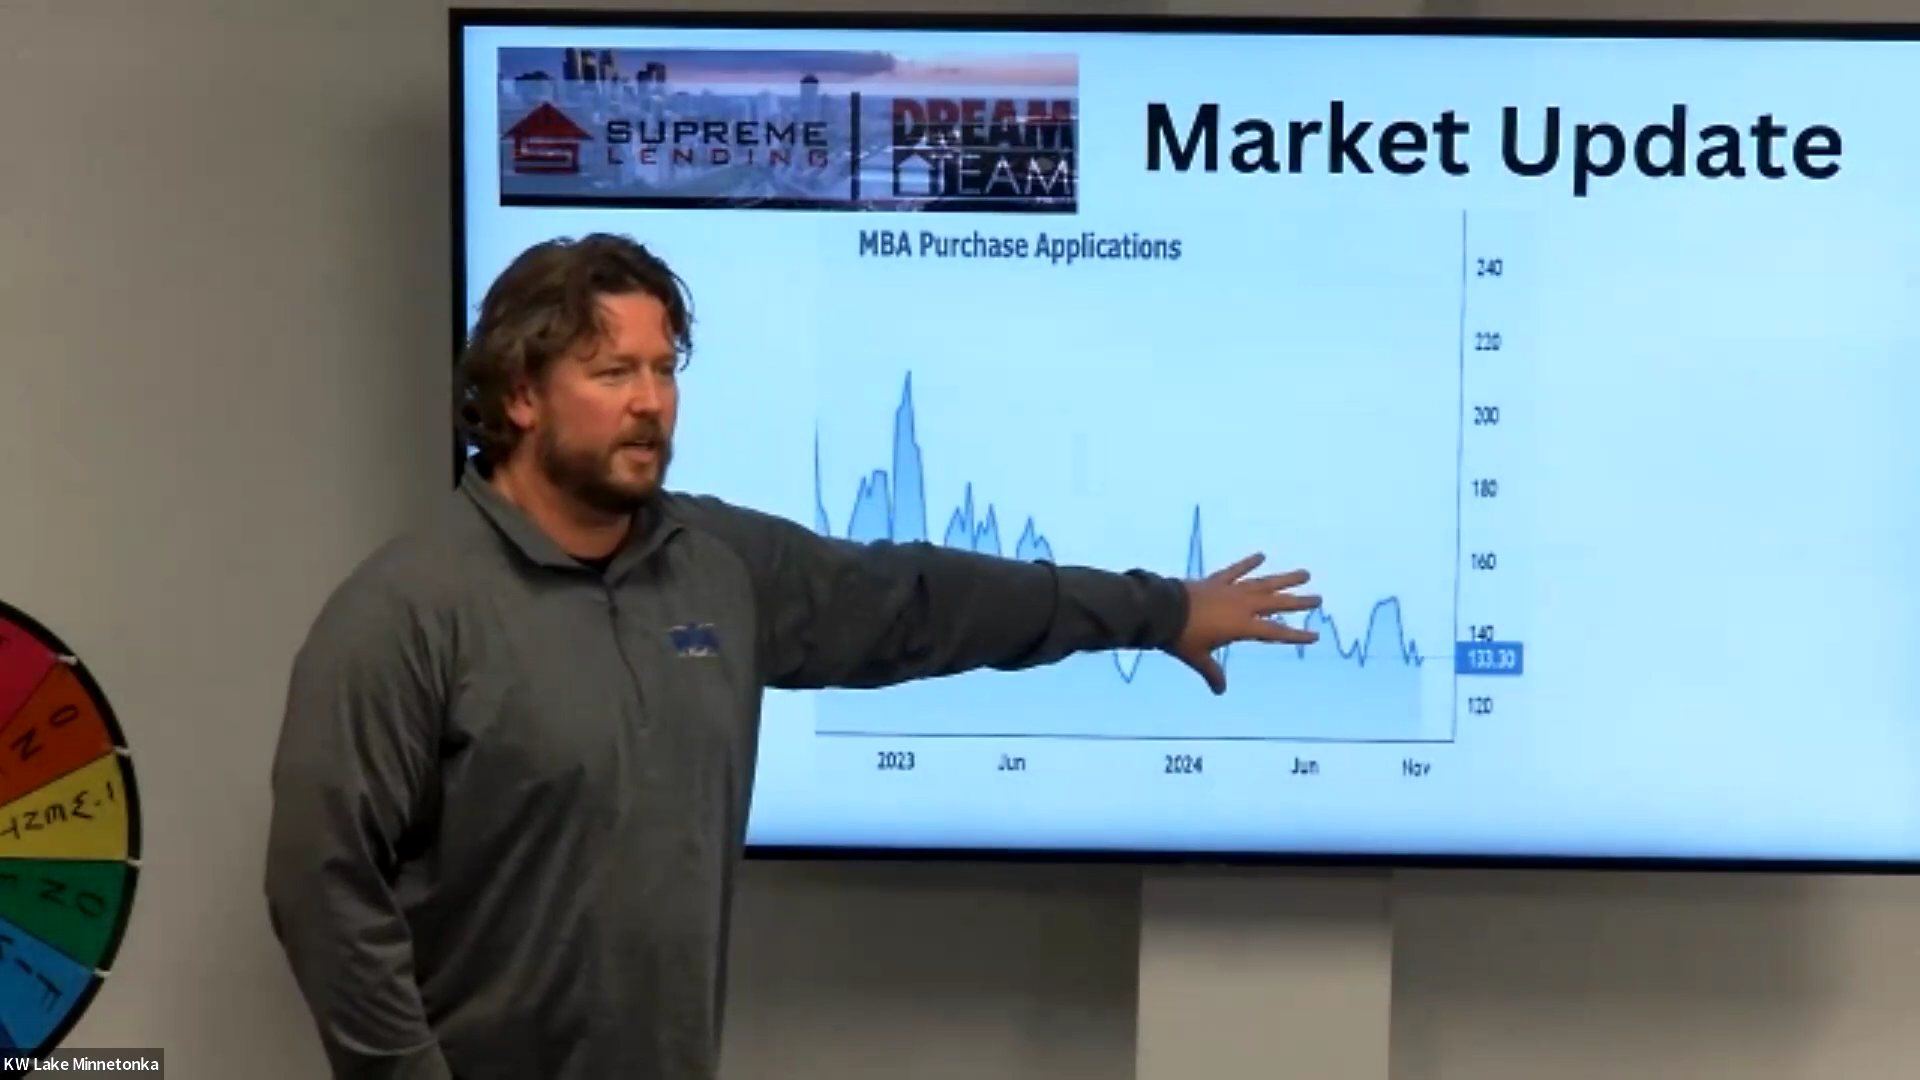 SUPREME
LENDING
DREAM
TEAM
Market Update
MBA Purchase Applications
240
220
200
180
160
140
133.30
120
2023 Jun 2024 Jun Nov
KW Lake Minnetonka